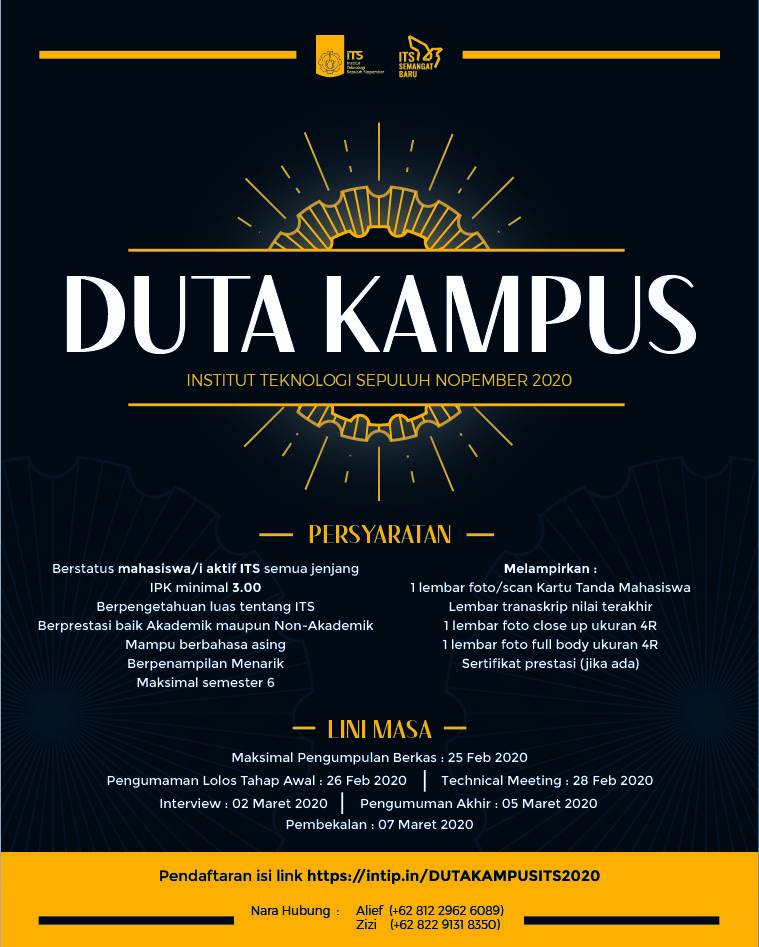 ITS
Institut
Teknologi
Sepuluh Nopember
ITS
SEMANGAT
BARU
DUTA KAMPUS
INSTITUT TEKNOLOGI SEPULUH NOPEMBER 2020
PERSYARATAN
Berstatus mahasiswa/i aktif ITS semua jenjang
IPK minimal 3.00
Berpengetahuan luas tentang ITS
Berprestasi baik Akademik maupun Non-Akademik
Mampu berbahasa asing
Berpenampilan Menarik
Maksimal semester 6
Melampirkan :
1 lembar foto/scan Kartu Tanda Mahasiswa
Lembar tranaskrip nilai terakhir
1 lembar foto close up ukuran 4R
1 lembar foto full body ukuran 4R
Sertifikat prestasi (jika ada)
LINI MASA
Maksimal Pengumpulan Berkas : 25 Feb 2020
Pengumaman Lolos Tahap Awal : 26 Feb 2020 | Technical Meeting : 28 Feb 2020
Interview : 02 Maret 2020 | Pengumuman Akhir : 05 Maret 2020
Pembekalan : 07 Maret 2020
Pendaftaran isi link https://intip.in/DUTAKAMPUSITS2020
Nara Hubung : Alief (+62 812 2962 6089)
Zizi (+62 822 9131 8350)